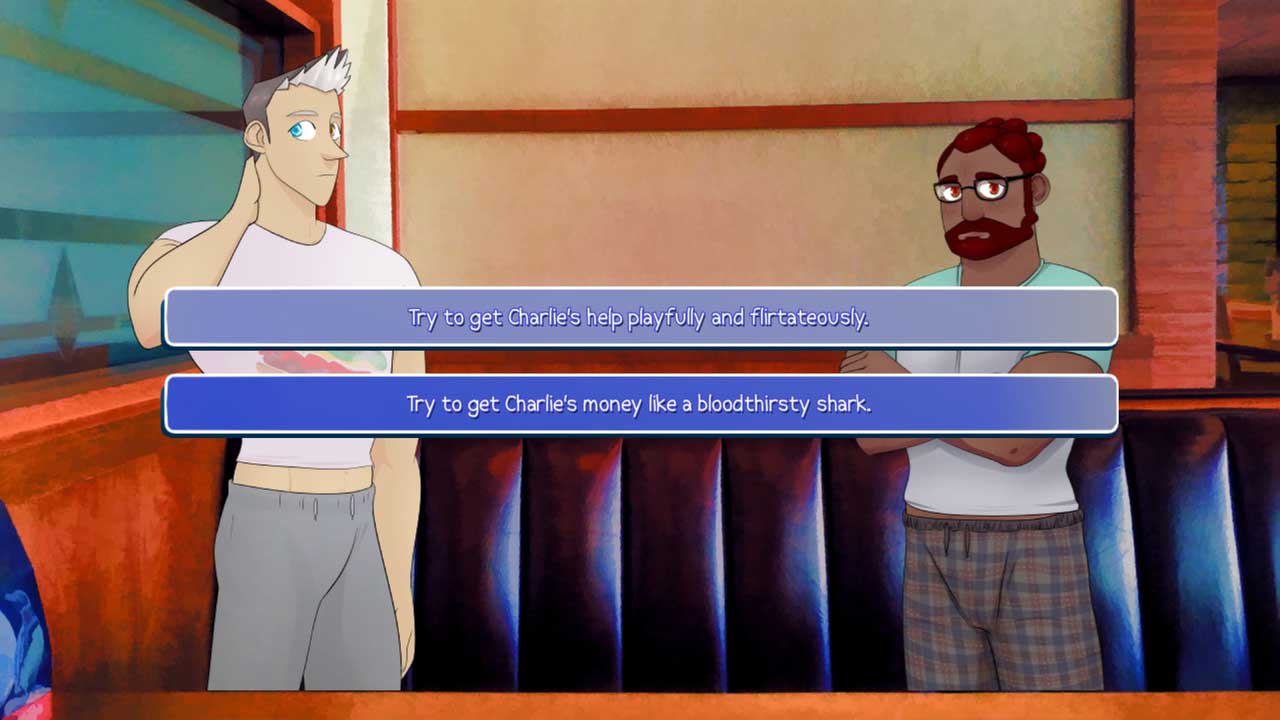 Try to get Charlie's help playfully and flirtateously.
Try to get Charlie's money like a bloodthirsty shark.